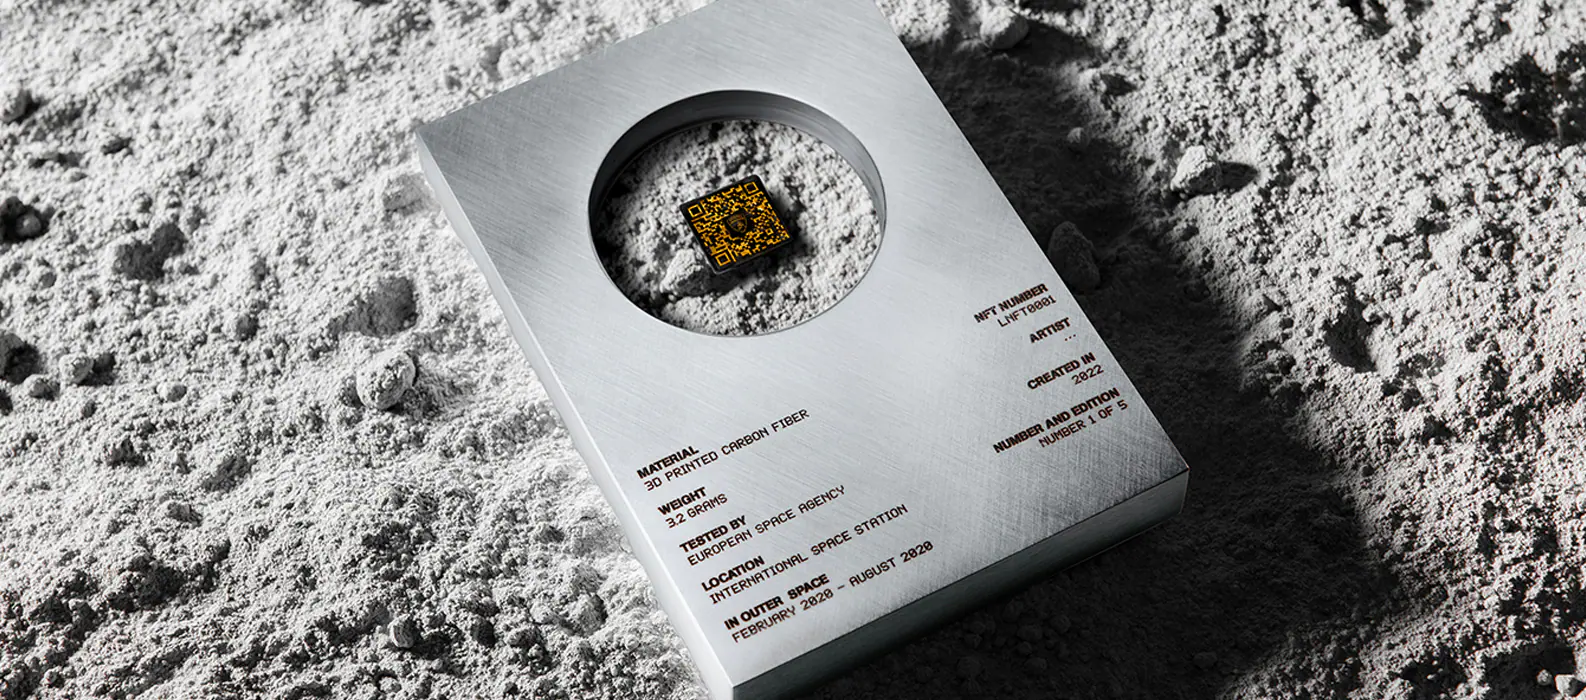 NFT NUMBER
LNFT0001
ARTIST
...
CREATED IN
2022
NUMBER AND EDITION
NUMBER 1 OF 5
MATERIAL
3D PRINTED CARBON FIBER
WEIGHT
3.2 GRAMS
TESTED BY
EUROPEAN SPACE AGENCY
LOCATION
INTERNATIONAL SPACE STATION
IN OUTER SPACE
FEBRUARY 2020 – AUGUST 2020